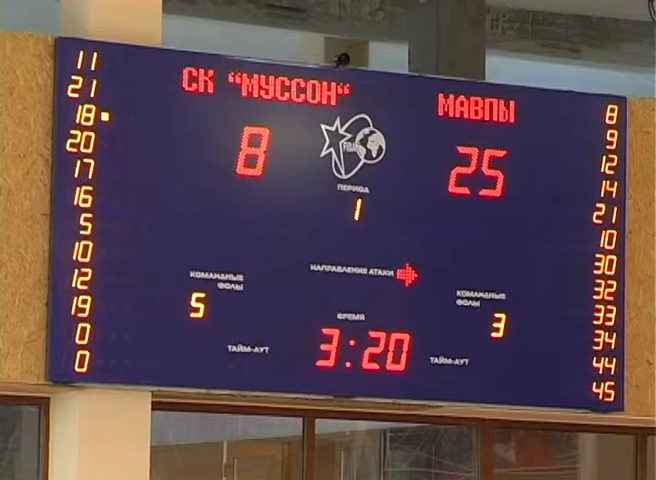 11
21
18
20
17
16
5
10
12
19
0
0
СК “МУССОН“
8
FIBA
ПЕРИОД
1
НАПРАВЛЕНИЕ АТАКИ
КОМАНДНЫЕ
ФОЛЫ
5
ВРЕМЯ
3:20
ТАЙМ-АУТ
МАВПЫ
25
КОМАНДНЫЕ
ФОЛЫ
3
ТАЙМ-АУТ
8
9
12
14
21
10
30
32
33
34
44
45